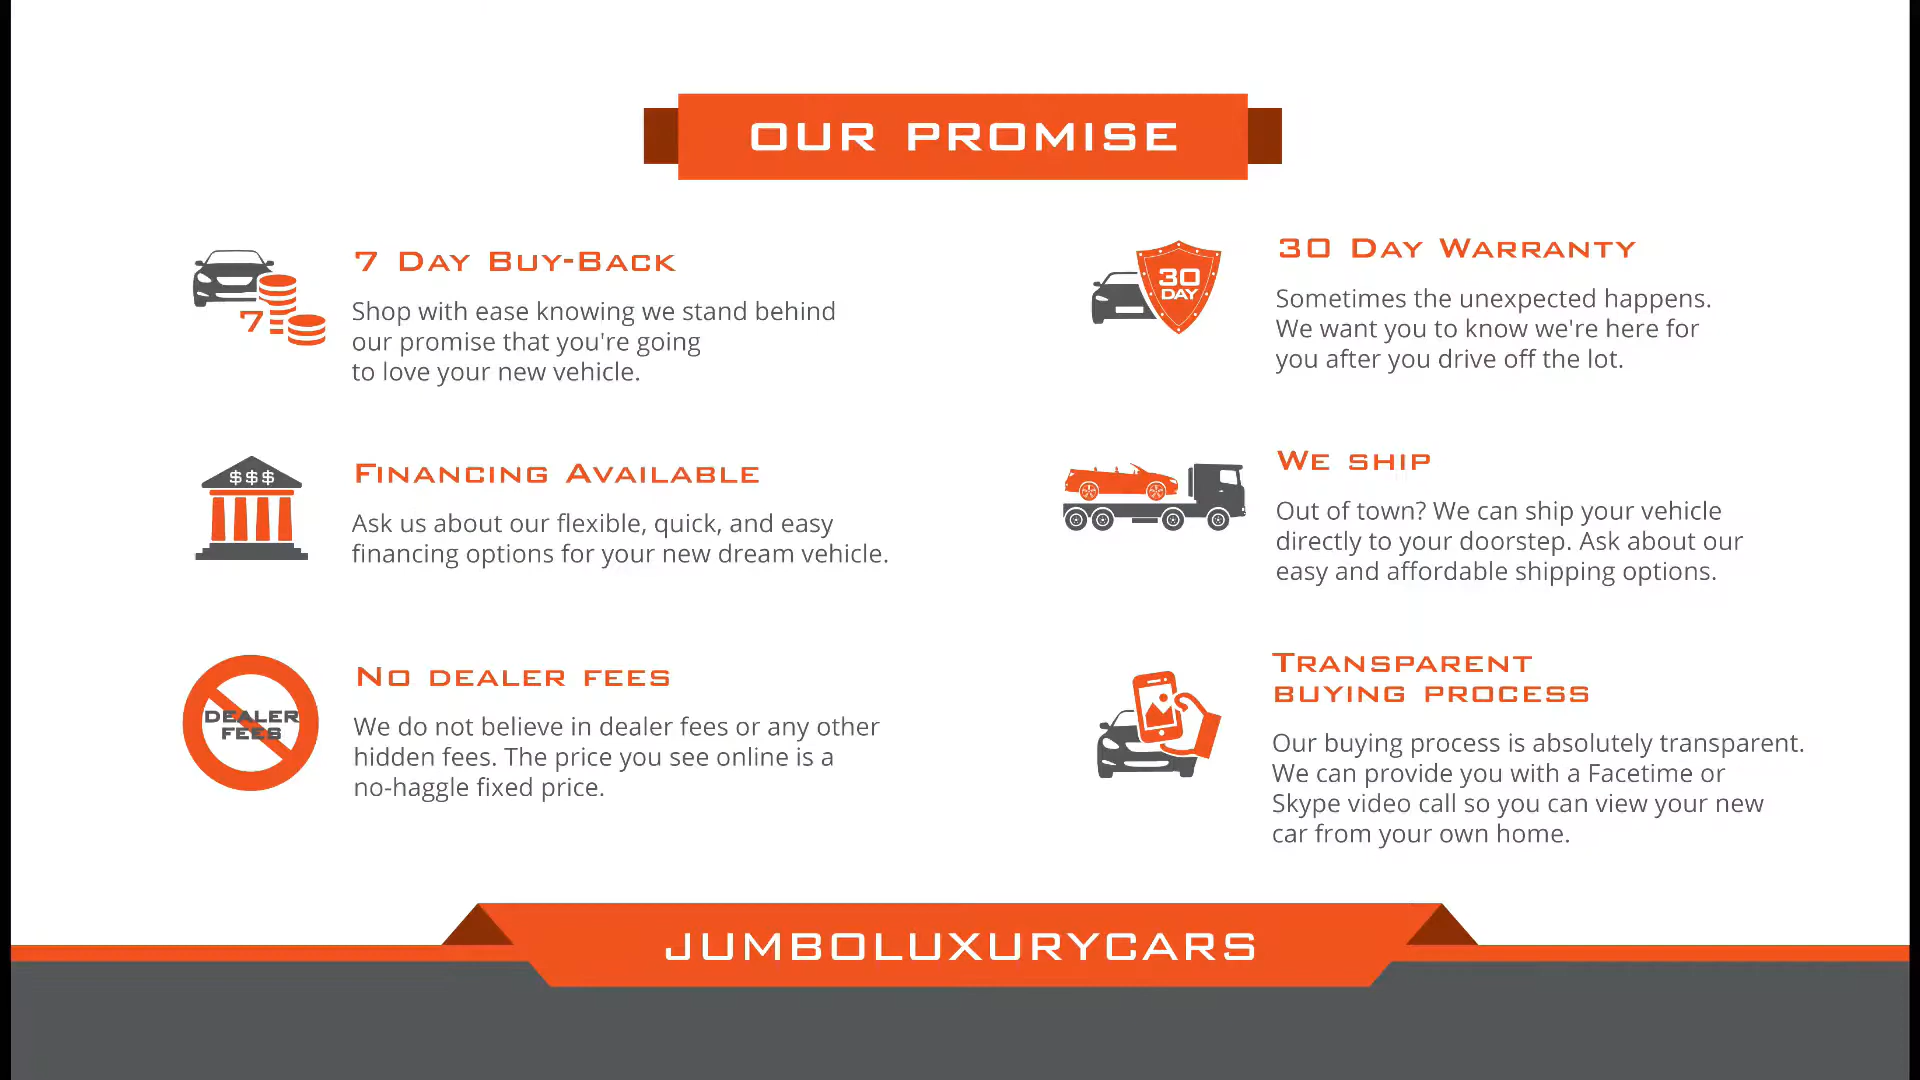 OUR PROMISE
7 DAY BUY-BACK
Shop with ease knowing we stand behind
our promise that you're going
to love your new vehicle.
7
$$$
FINANCING AVAILABLE
Ask us about our flexible, quick, and easy
financing options for your new dream vehicle.
DEALER
FEES
NO DEALER FEES
We do not believe in dealer fees or any other
hidden fees. The price you see online is a
no-haggle fixed price.
30
DAY
30 DAY WARRANTY
Sometimes the unexpected happens.
We want you to know we're here for
you after you drive off the lot.
WE SHIP
Out of town? We can ship your vehicle
directly to your doorstep. Ask about our
easy and affordable shipping options.
TRANSPARENT
BUYING PROCESS
Our buying process is absolutely transparent.
We can provide you with a Facetime or
Skype video call so you can view your new
car from your own home.
JUMBOLUXURYCARS